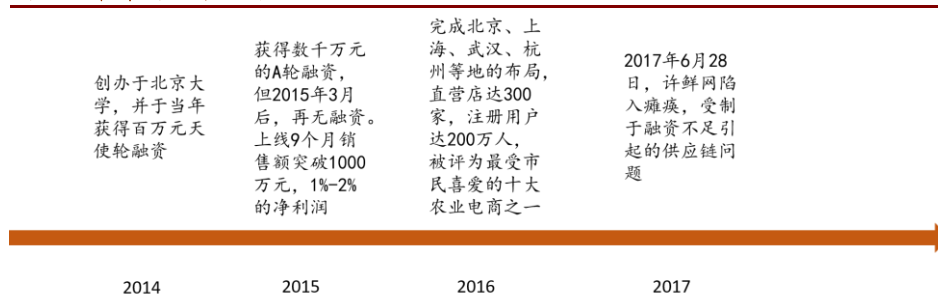 创办于北京大
学，并于当年
获得百万元天
使轮融资
获得数千万元
的A轮融资，
但2015年3月
后，再无融资。
上线9个月销
售额突破1000
万元，1%-2%
的净利润
完成北京、上
海、武汉、杭
州等地的布局，
直营店达300
家，注册用户
达200万人，
被评为最受市
民喜爱的十大
农业电商之一
2017年6月28
日，许鲜网陷
入瘫痪，受制
于融资不足引
起的供应链问
题
2014
2015
2016
2017